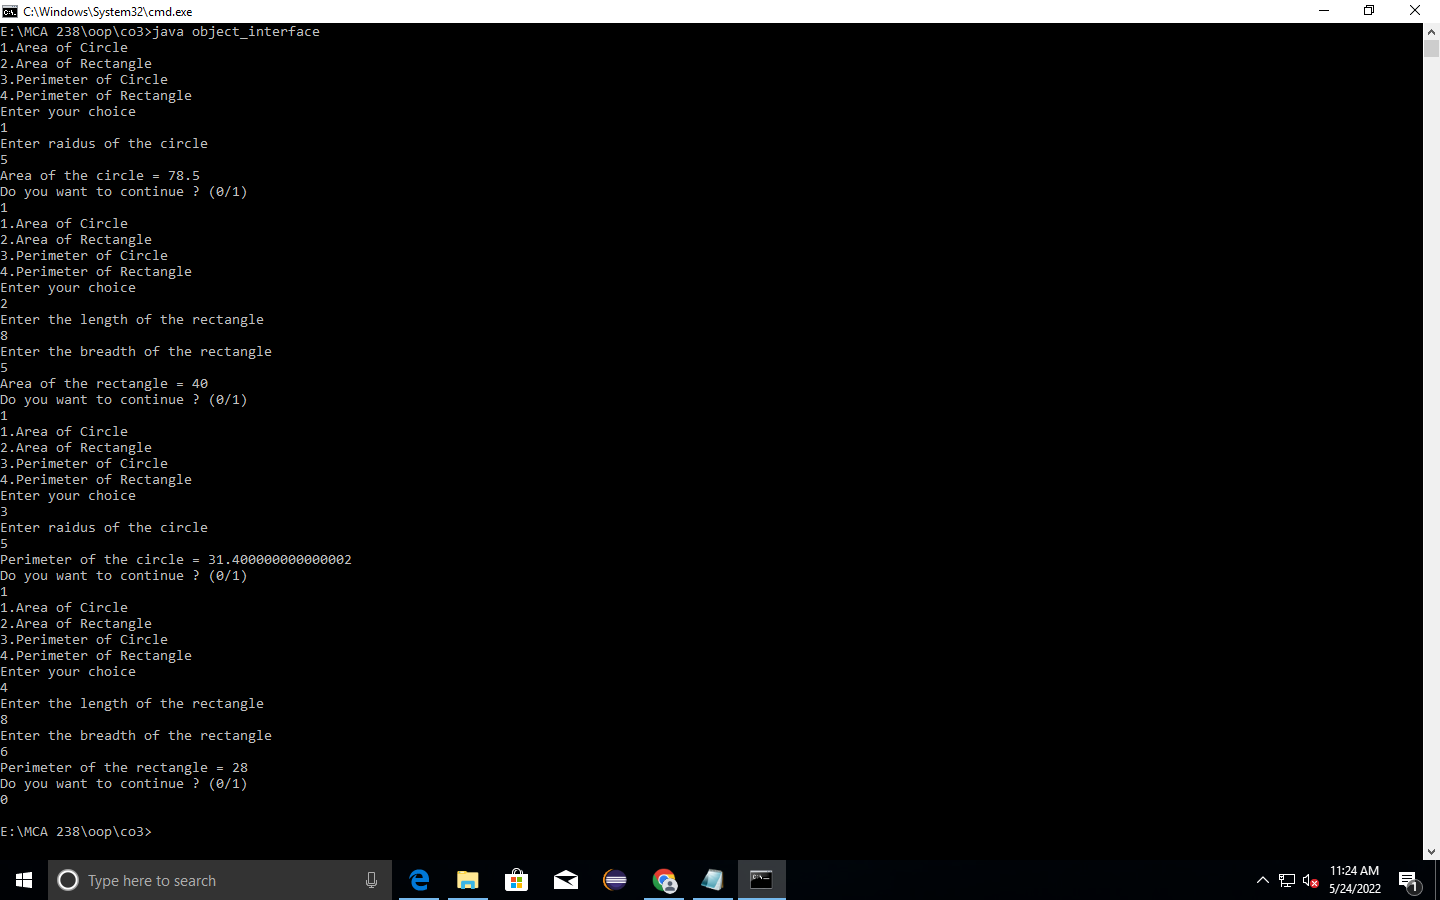 C:\Windows\System32\cmd.exe
E:\MCA 238\oop\co3>java object_interface
1.Area of Circle
2.Area of Rectangle
3.Perimeter of Circle
4.Perimeter of Rectangle
Enter your choice
1
Enter raidus of the circle
5
Area of the circle = 78.5
Do you want to continue ? (0/1)
1
1.Area of Circle
2.Area of Rectangle
3.Perimeter of Circle
4.Perimeter of Rectangle
Enter your choice
2
Enter the length of the rectangle
8
Enter the breadth of the rectangle
5
Area of the rectangle = 40
Do you want to continue ? (0/1)
1
1.Area of Circle
2.Area of Rectangle
3.Perimeter of Circle
4.Perimeter of Rectangle
Enter your choice
3
Enter raidus of the circle
5
Perimeter of the circle = 31.400000000000002
Do you want to continue ? (0/1)
1
1.Area of Circle
2.Area of Rectangle
3.Perimeter of Circle
4.Perimeter of Rectangle
Enter your choice
4
Enter the length of the rectangle
8
Enter the breadth of the rectangle
6
Perimeter of the rectangle = 28
Do you want to continue ? (0/1)
0
E:\MCA 238\oop\co3>
Type here to search
11:24 AM
5/24/2022
1